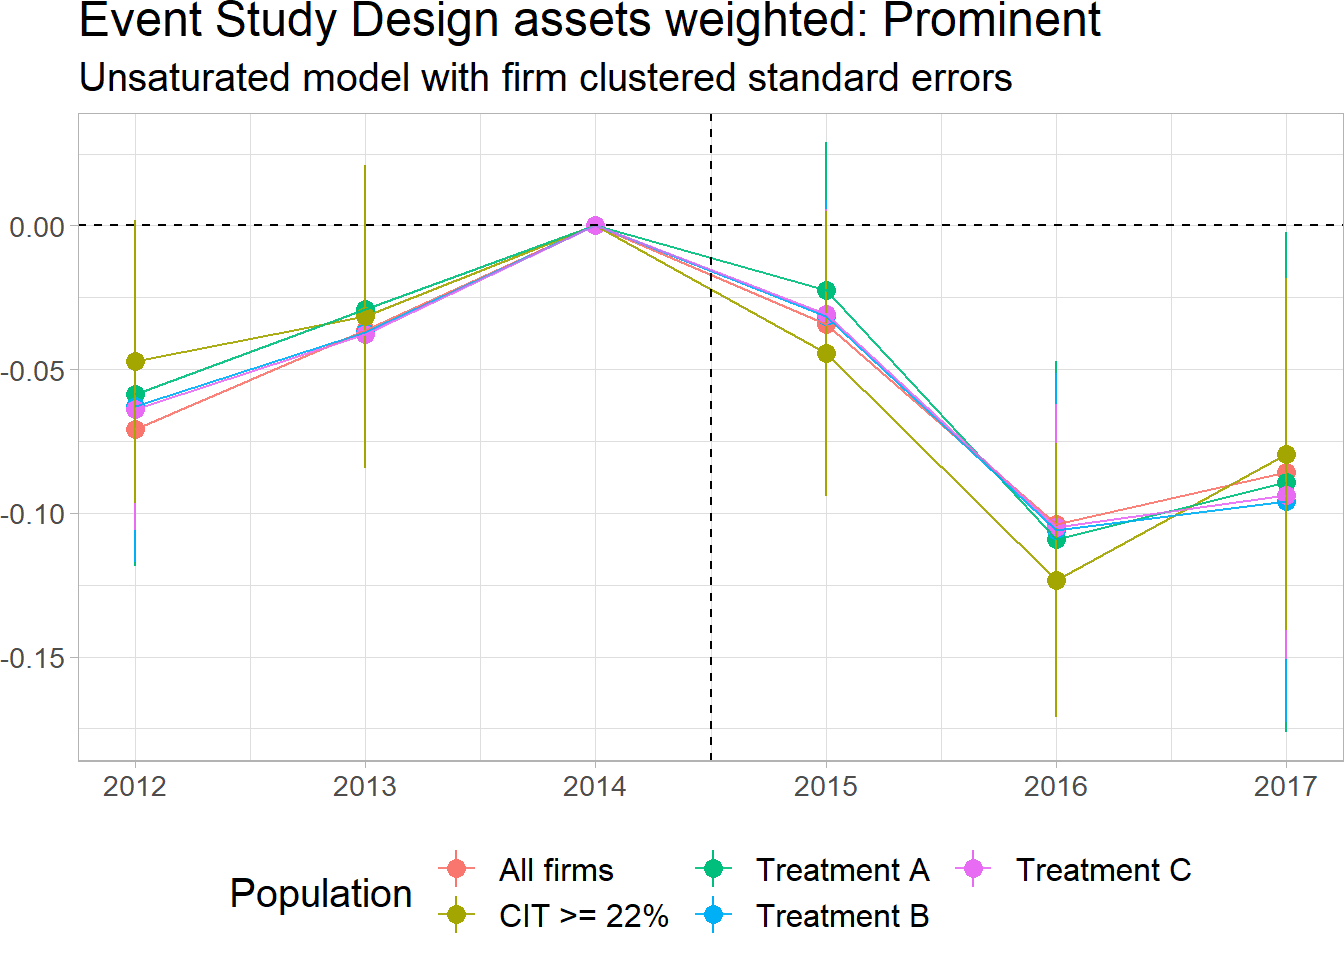 Event Study Design assets weighted: Prominent
Unsaturated model with firm clustered standard errors
0.00
-0.05
-0.10
-0.15
2012 2013 2014 2015 2016 2017
Population
All firms Treatment A Treatment C
CIT >= 22% Treatment B